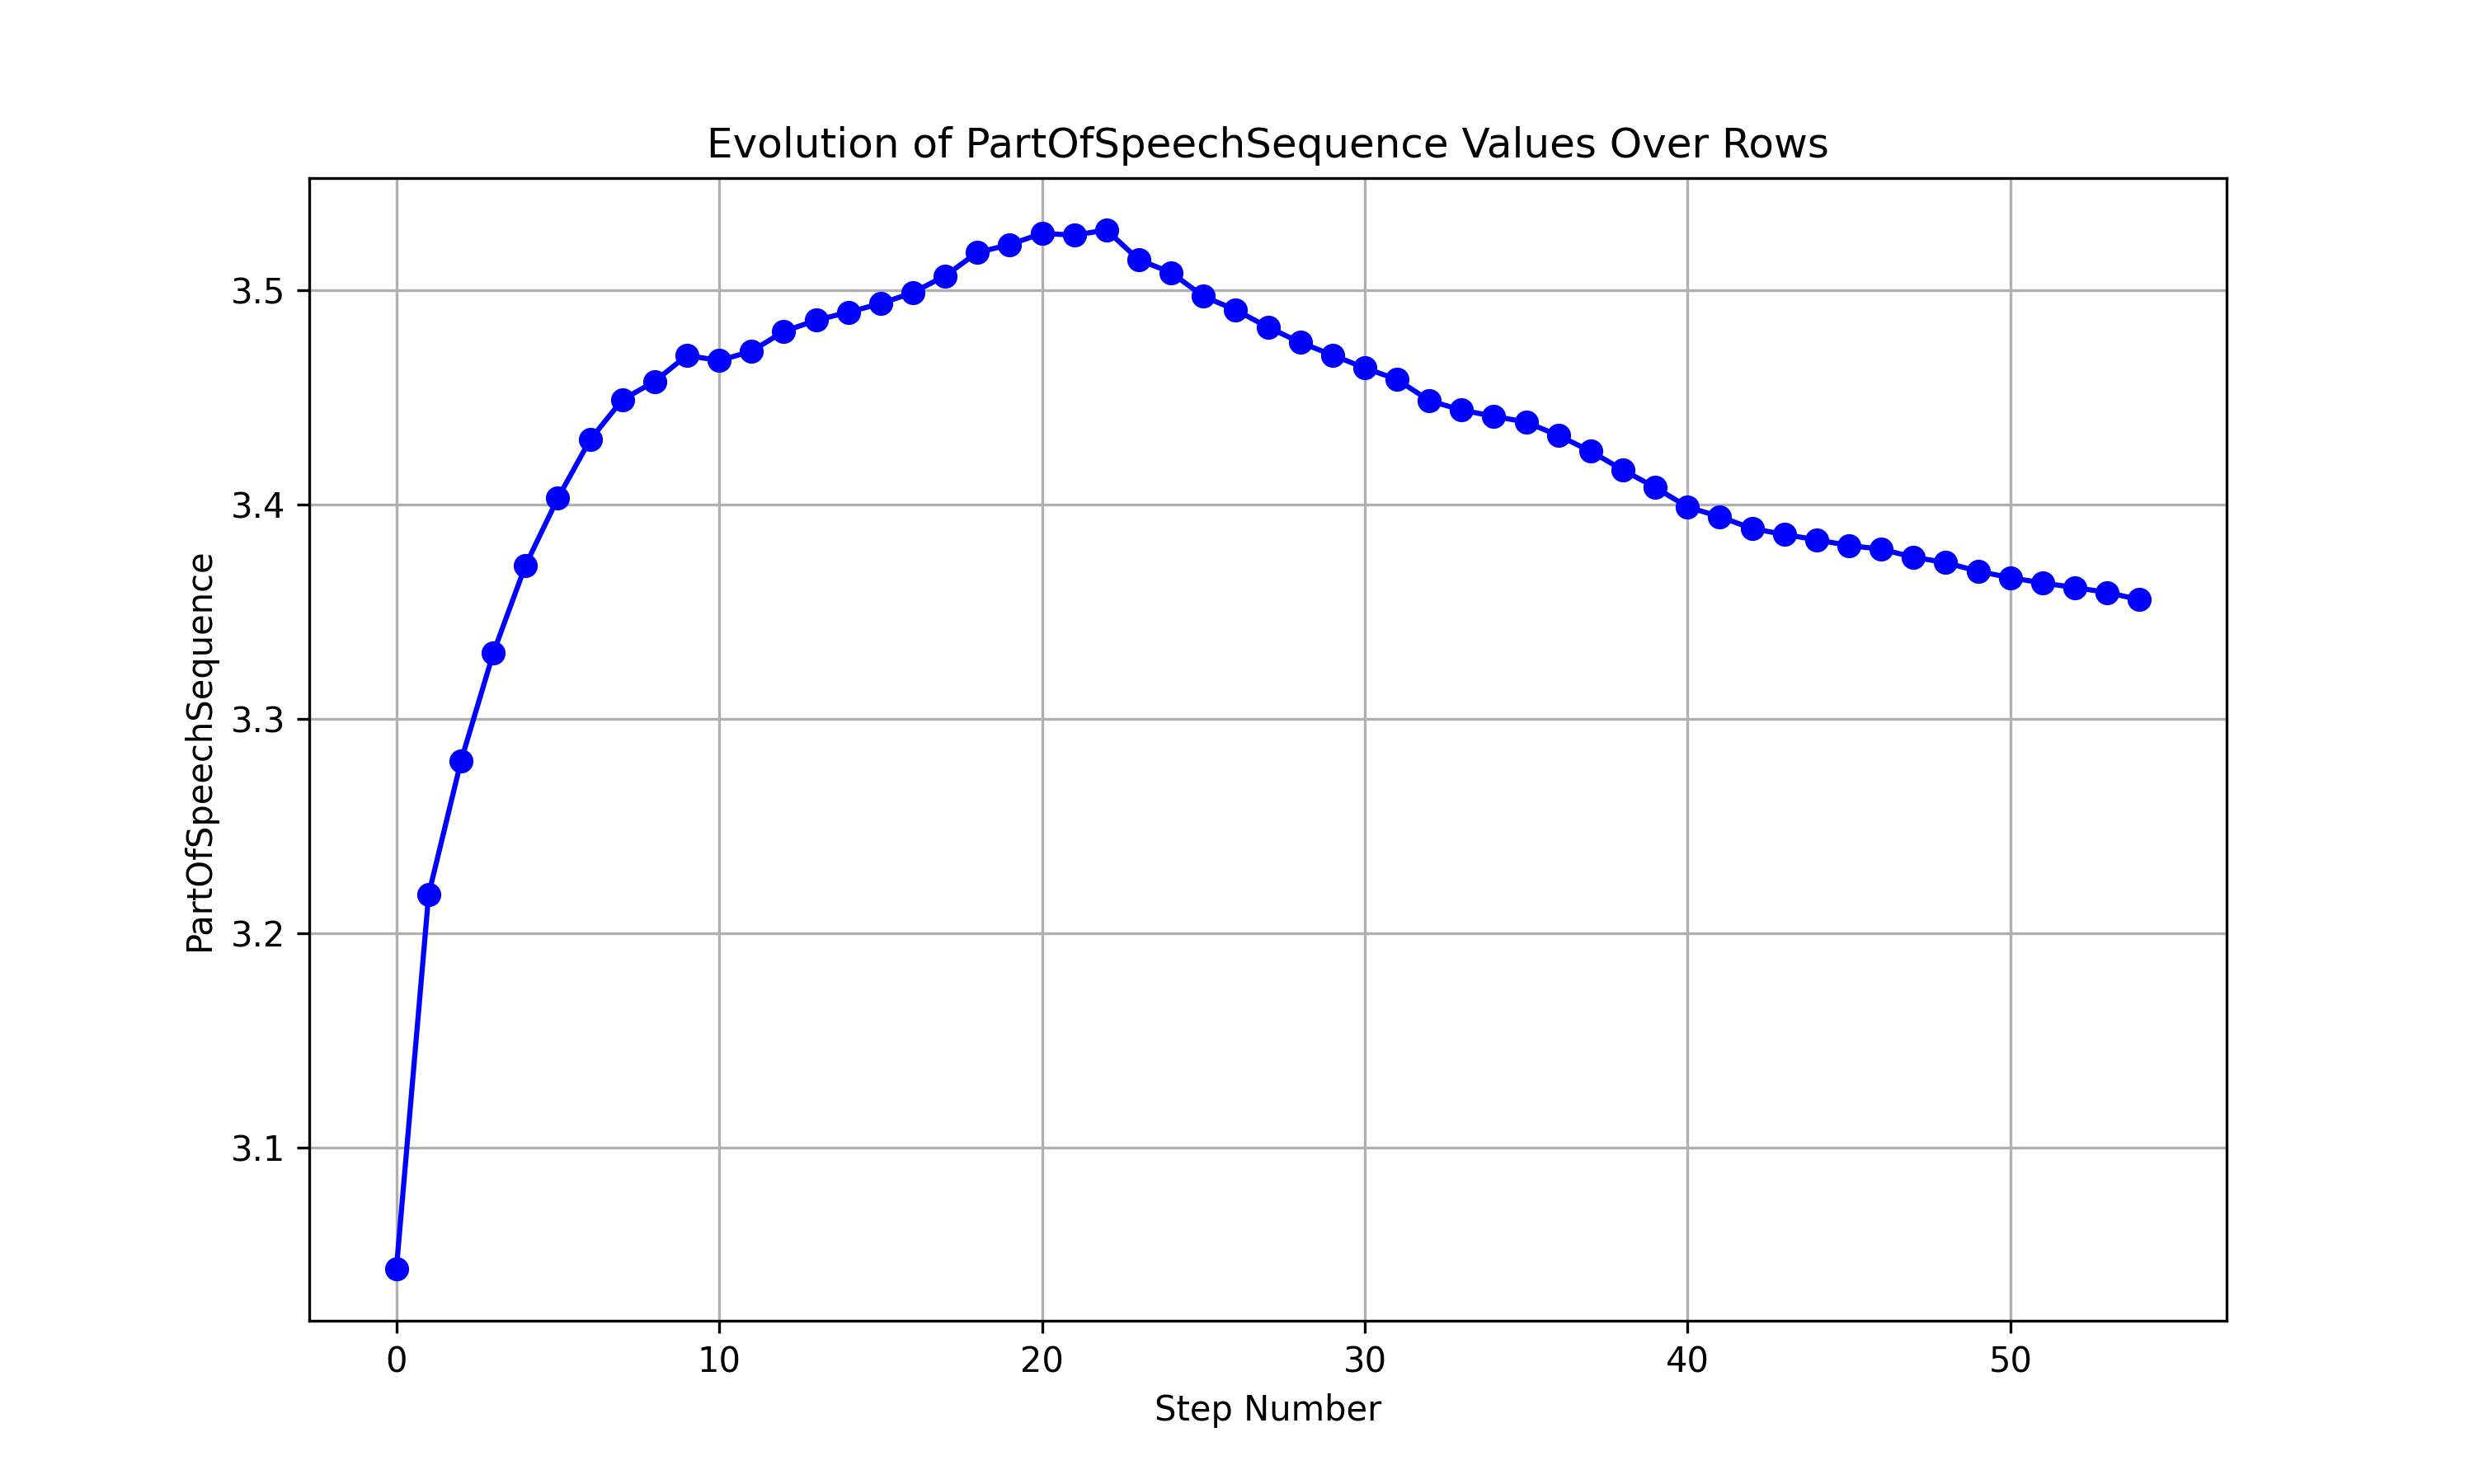 Evolution of PartOfSpeechSequence Values Over Rows
PartOfSpeechSequence
3.5
3.4
3.3
3.2
3.1
0 10 20 30 40 50
Step Number